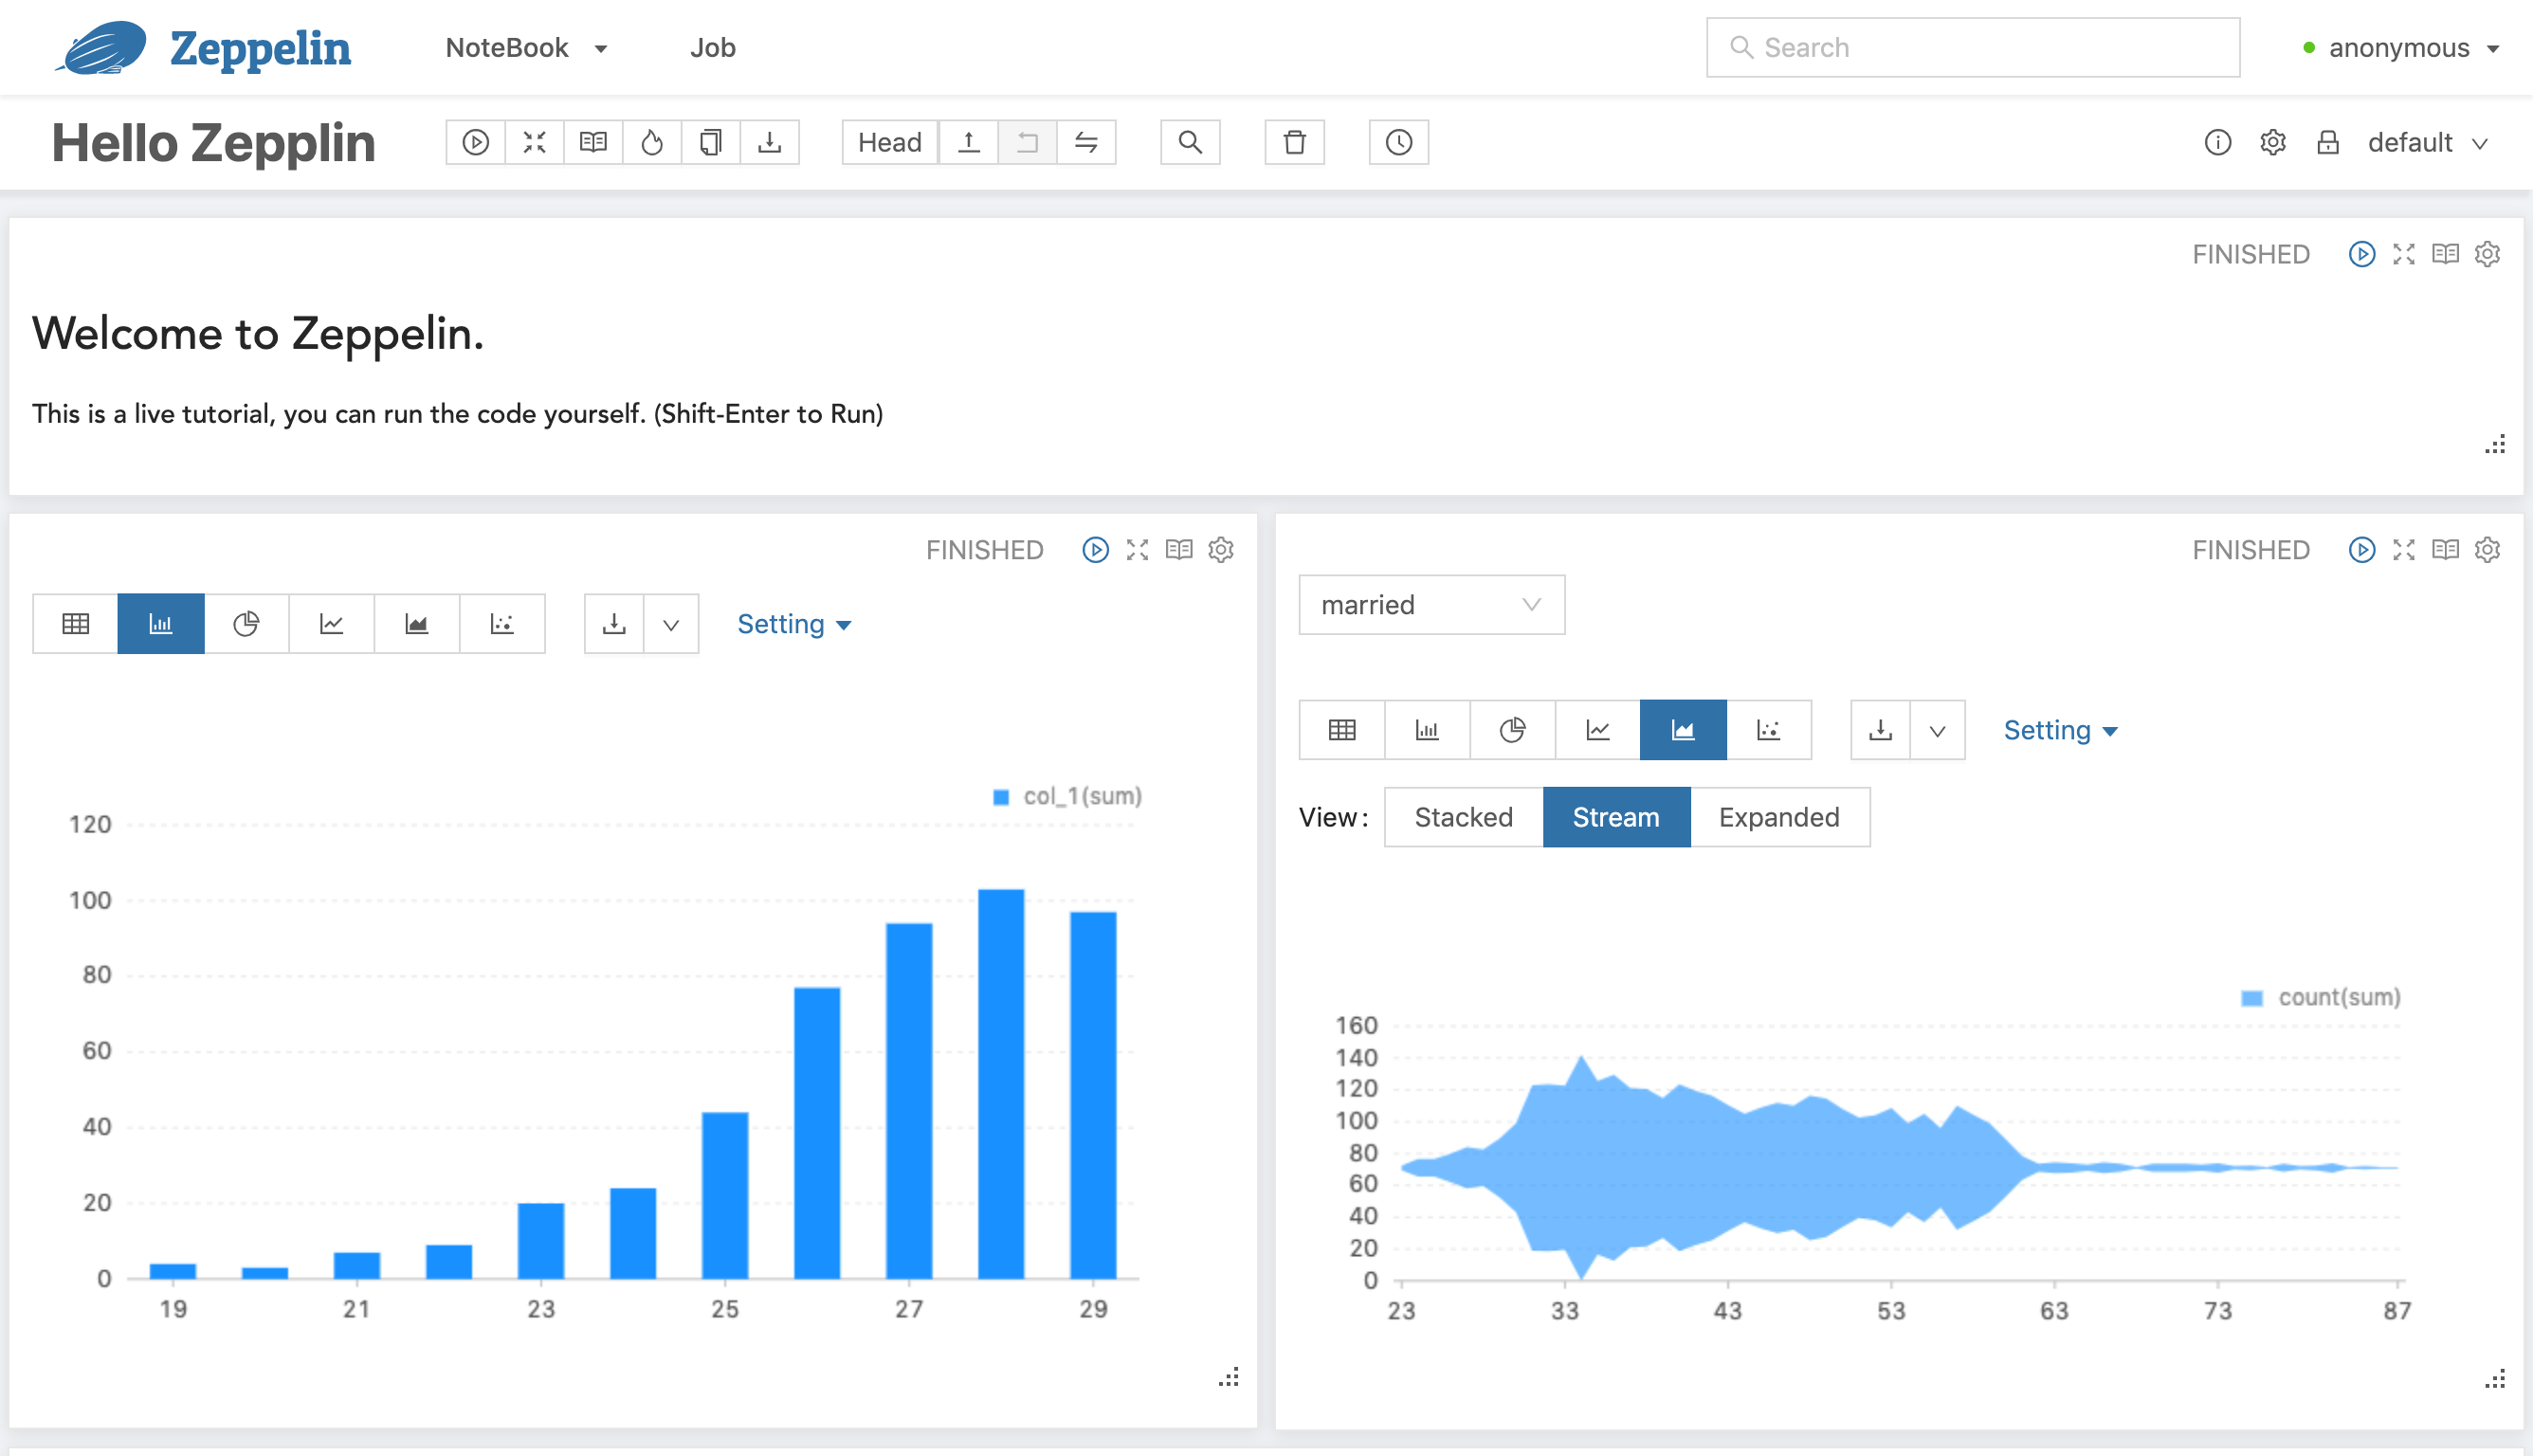 Zeppelin NoteBook Job Search anonymous
Hello Zepplin Head default
FINISHED
Welcome to Zeppelin.
This is a live tutorial, you can run the code yourself. (Shift-Enter to Run)
FINISHED
Setting
col_1(sum)
120
100
80
60
40
20
0
19 21 23 25 27 29
FINISHED
married
Setting
View: Stacked Stream Expanded
count(sum)
160
140
120
100
80
60
40
20
0
23 33 43 53 63 73 87